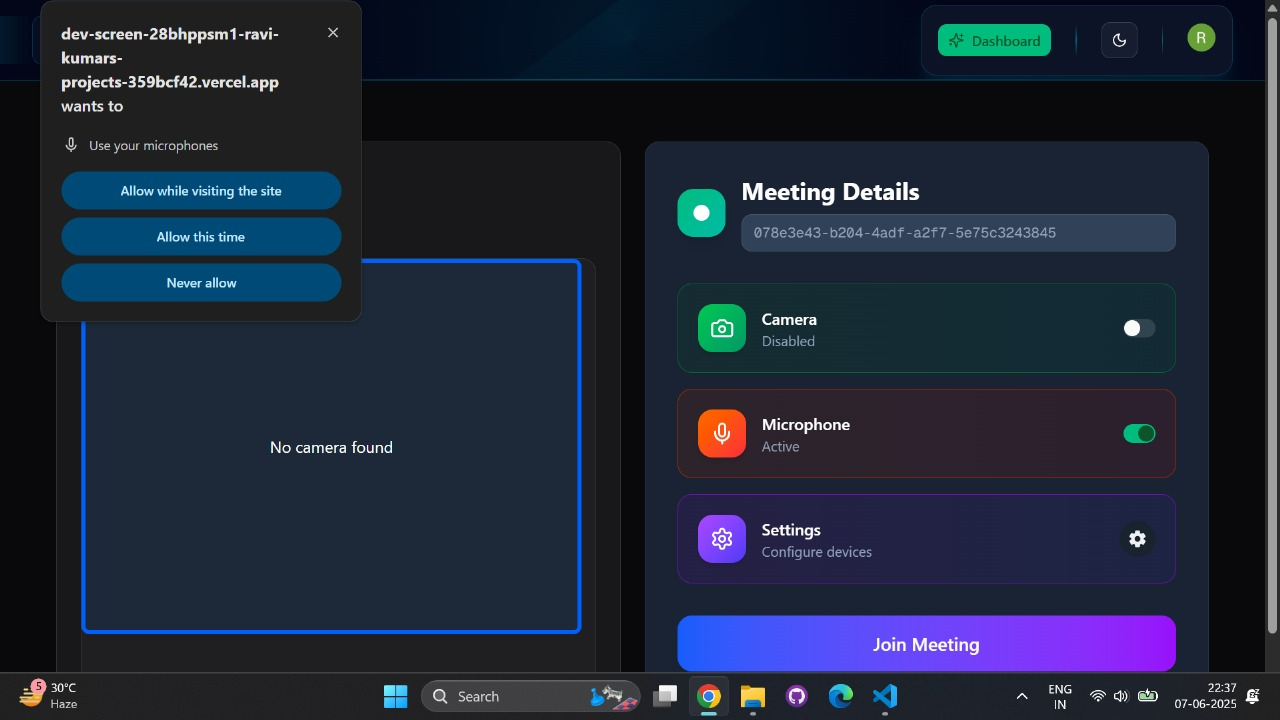 dev-screen-28bhppsm1-ravi-
kumars-
projects-359bcf42.vercel.app
wants to
Use your microphones
Allow while visiting the site
Allow this time
Never allow
Dashboard
R
No camera found
Meeting Details
078e3e43-b204-4adf-a2f7-5e75c3243845
Camera
Disabled
Microphone
Active
Settings
Configure devices
Join Meeting
5
30°C
Haze
Search
ENG
IN
22:37
07-06-2025